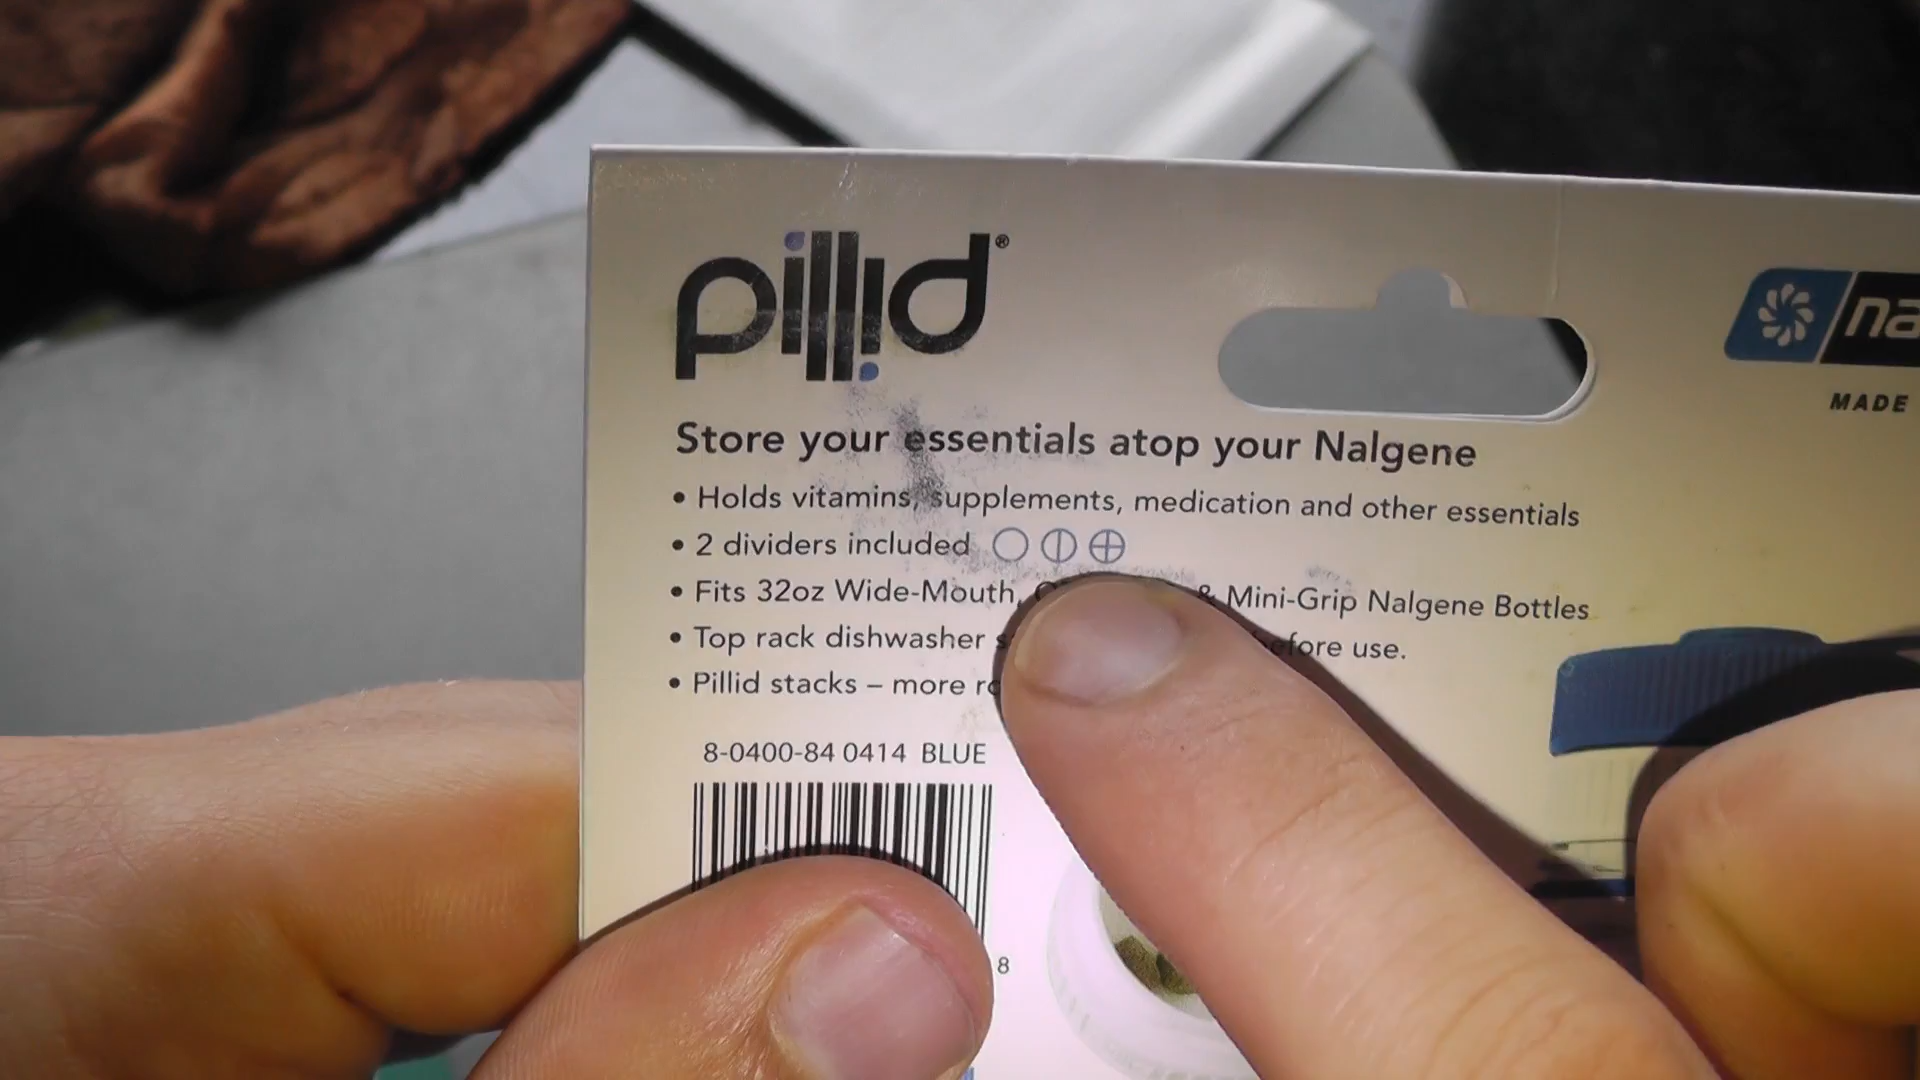 pillid®
na
MADE
Store your essentials atop your Nalgene
• Holds vitamins, supplements, medication and other essentials
• 2 dividers included
• Fits 32oz Wide-Mouth, & Mini-Grip Nalgene Bottles
• Top rack dishwasher before use.
• Pillid stacks – more
8-0400-84 0414 BLUE
8